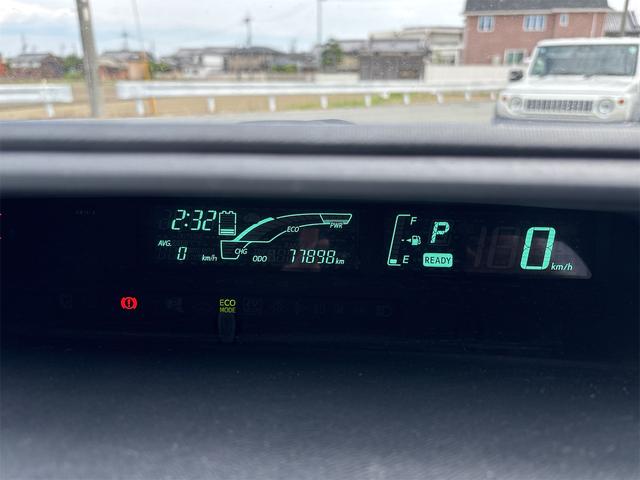 2:32
ECO
PWR
CHG
AVG.
0 km/h
ODO 77898 km
F
E
P
READY
0 km/h
ECO
MODE